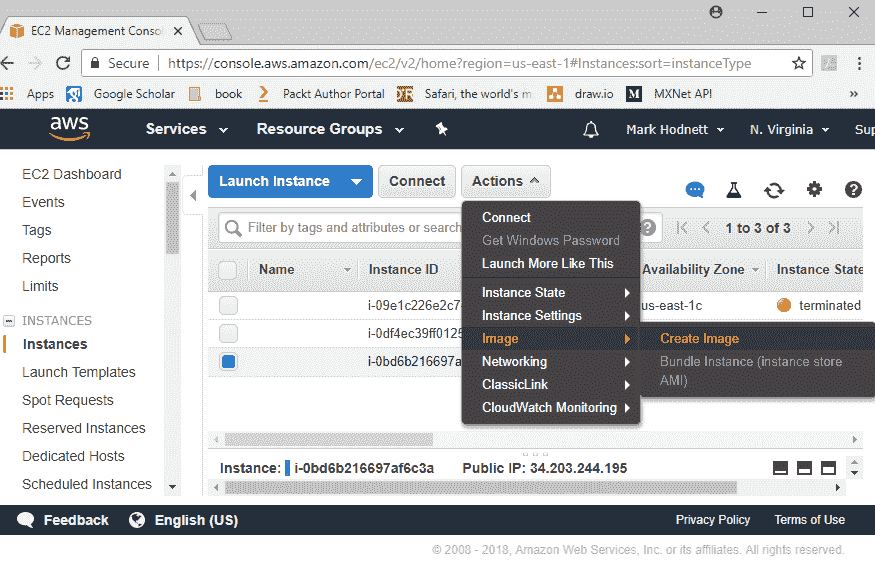 EC2 Management Conso
Secure https://console.aws.amazon.com/ec2/v2/home?region=us-east-1#Instances:sort=instanceType
Apps Google Scholar book Packt Author Portal Safari, the world's m draw.io M MXNet API »
aws Services Resource Groups Mark Hodnett N. Virginia Sup
EC2 Dashboard
Events
Tags
Reports
Limits
INSTANCES
Instances
Launch Templates
Spot Requests
Reserved Instances
Dedicated Hosts
Scheduled Instances
Launch Instance Connect Actions
Filter by tags and attributes or search
1 to 3 of 3
Name Instance ID Availability Zone Instance State
i-09e1c226e2c7 us-east-1c terminated
i-0df4ec39ff0125
i-0bd6b216697a
Connect
Get Windows Password
Launch More Like This
Instance State
Instance Settings
Image
Networking
ClassicLink
CloudWatch Monitoring
Create Image
Bundle Instance (instance store
AMI)
Instance: i-0bd6b216697af6c3a Public IP: 34.203.244.195
Feedback English (US) Privacy Policy Terms of Use
© 2008 - 2018, Amazon Web Services, Inc. or its affiliates. All rights reserved.